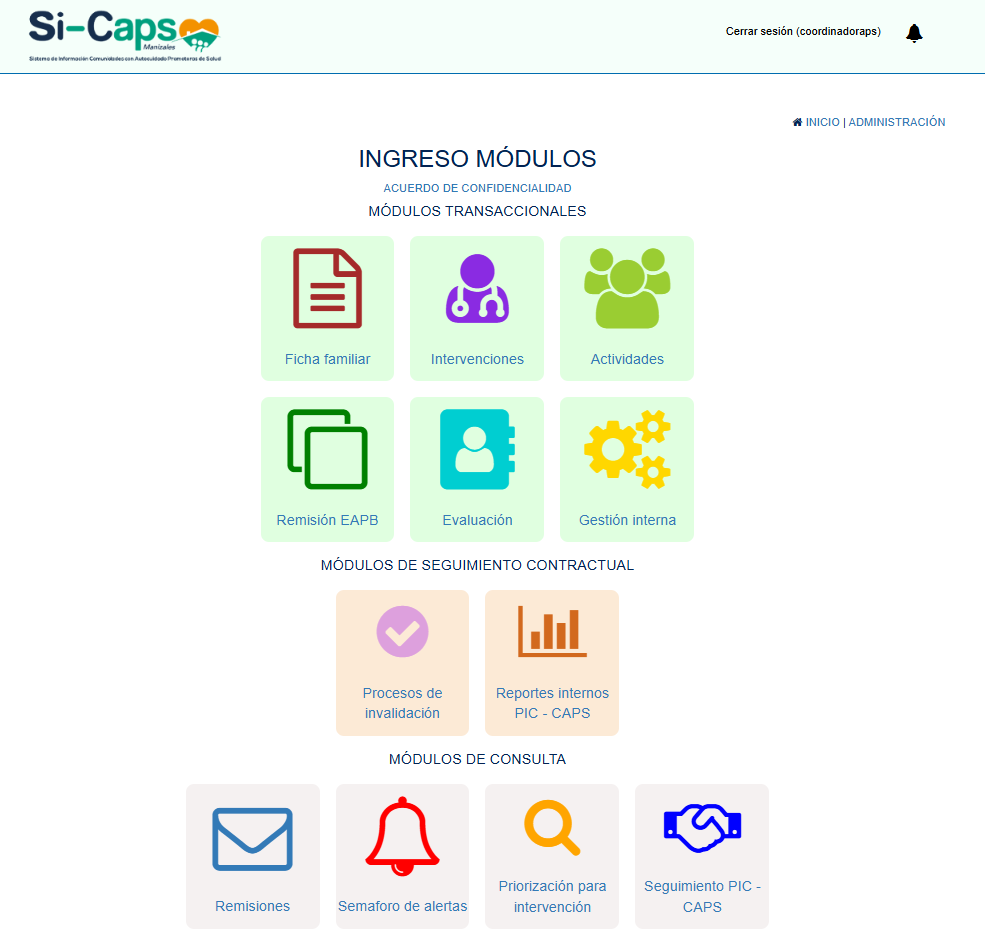 Si-Caps
Manizales
Sistema de Información Comunidades con Autocuidado Promotoras de Salud
Cerrar sesión (coordinadoraps)
INICIO | ADMINISTRACIÓN
INGRESO MÓDULOS
ACUERDO DE CONFIDENCIALIDAD
MÓDULOS TRANSACCIONALES
Ficha familiar
Intervenciones
Actividades
Remisión EAPB
Evaluación
Gestión interna
MÓDULOS DE SEGUIMIENTO CONTRACTUAL
Procesos de
invalidación
Reportes internos
PIC - CAPS
MÓDULOS DE CONSULTA
Remisiones
Semaforo de alertas
Priorización para
intervención
Seguimiento PIC -
CAPS